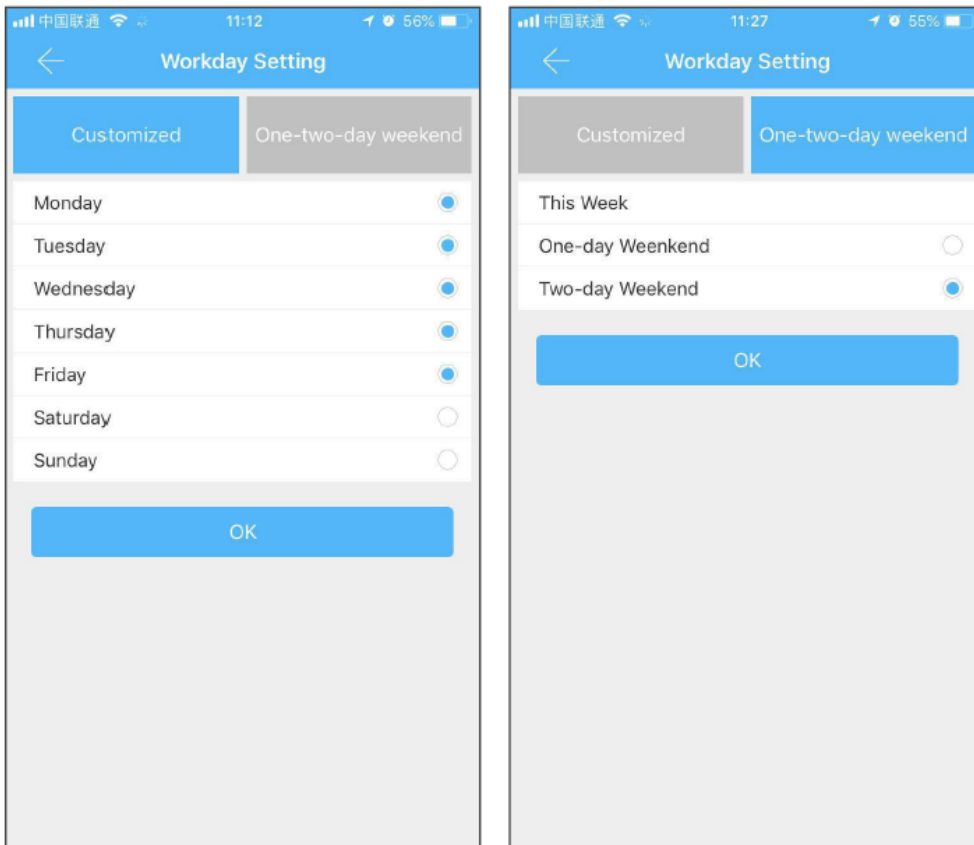 中国联通 11:12 56%
Workday Setting
Customized One-two-day weekend
Monday
Tuesday
Wednesday
Thursday
Friday
Saturday
Sunday
OK
中国联通 11:27 55%
Workday Setting
Customized One-two-day weekend
This Week
One-day Weenkend
Two-day Weekend
OK